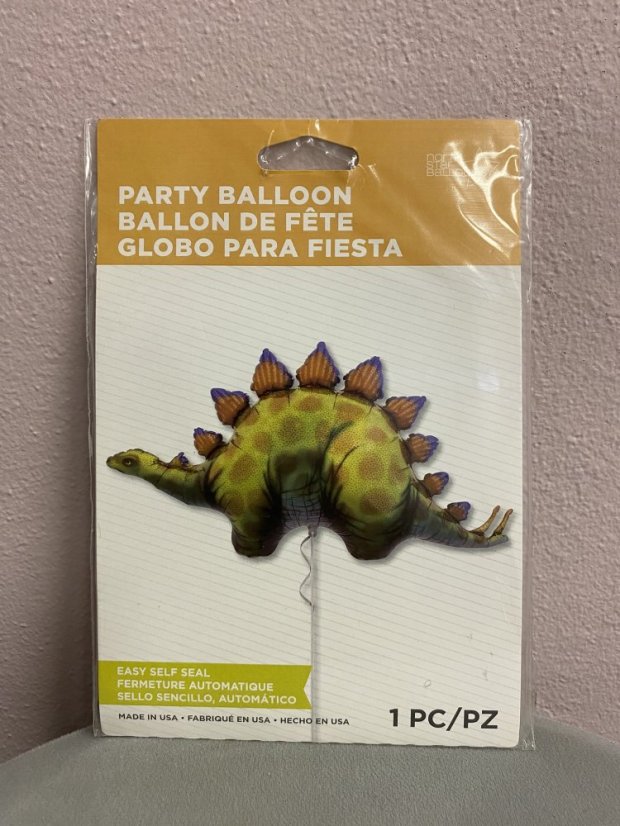 PARTY BALLOON
BALLON DE FÊTE
GLOBO PARA FIESTA
EASY SELF SEAL
FERMETURE AUTOMATIQUE
SELLO SENCILLO, AUTOMÁTICO
MADE IN USA • FABRIQUÉ EN USA • HECHO EN USA
1 PC/PZ